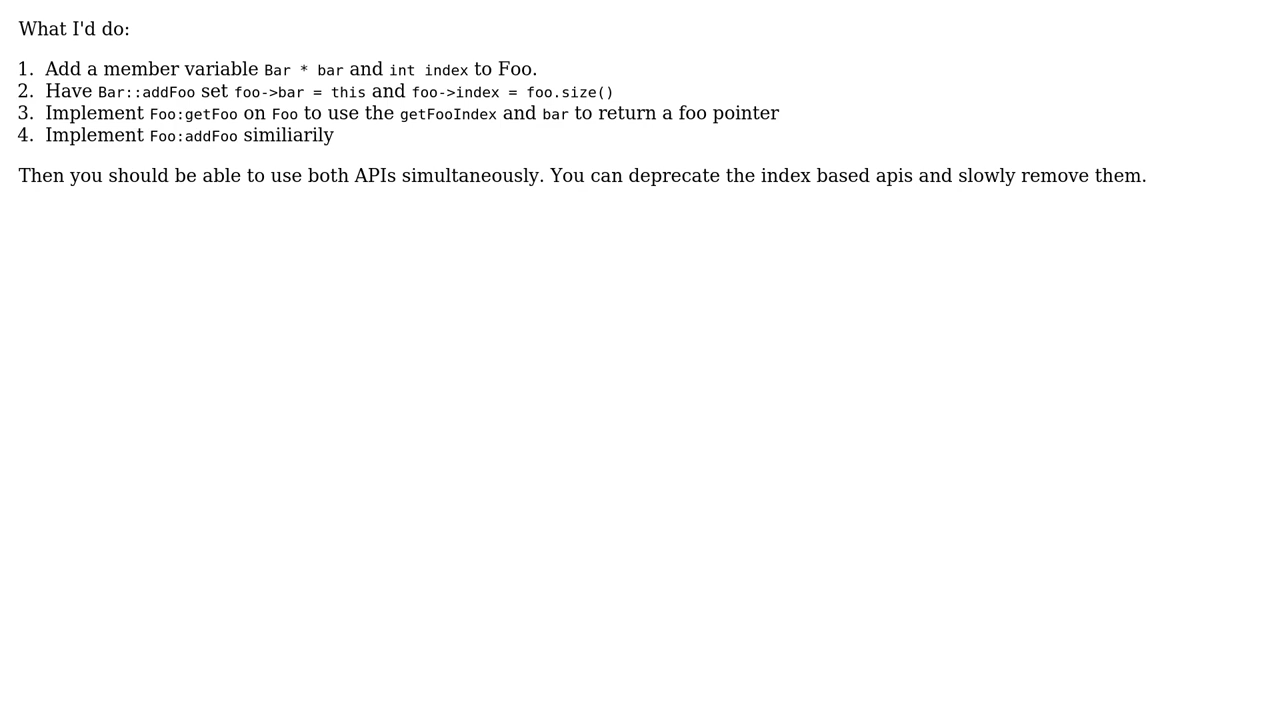 What I'd do:
1. Add a member variable Bar * bar and int index to Foo.
2. Have Bar::addFoo set foo->bar = this and foo->index = foo.size()
3. Implement Foo:getFoo on Foo to use the getFooIndex and bar to return a foo pointer
4. Implement Foo:addFoo similiarily
Then you should be able to use both APIs simultaneously. You can deprecate the index based apis and slowly remove them.